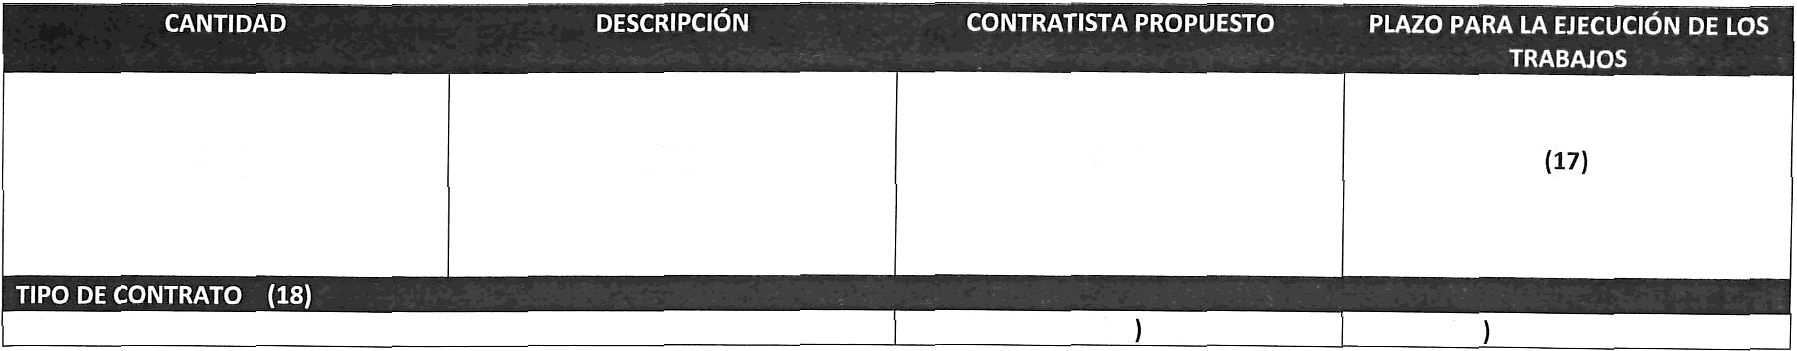 CANTIDAD
DESCRIPCIÓN
CONTRATISTA PROPUESTO
PLAZO PARA LA EJECUCIÓN DE LOS
TRABAJOS
(17)
TIPO DE CONTRATO (18)
)
)